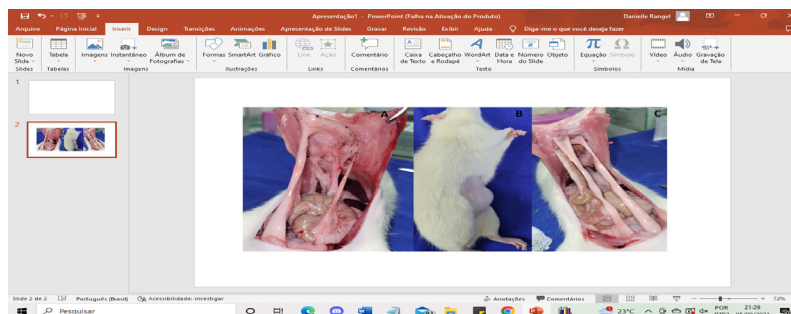 Apresentação1 - PowerPoint (Falha na Ativação do Produto)
Danielle Rangel
Arquivo Página Inicial Inserir Design Transições Animações Apresentação de Slides Gravar Revisão Exibir Ajuda Diga-me o que você deseja fazer
Novo Slide
Tabela
Imagens
Instantâneo
Álbum de Fotografias
Formas
SmartArt
Gráfico
Link
Ação
Comentário
Caixa de Texto
Cabeçalho e Rodapé
WordArt
Data e Hora
Número do Slide
Objeto
Equação
Símbolo
Vídeo
Áudio
Gravação de Tela
Slides Tabelas Imagens Ilustrações Links Comentários Texto Símbolos Mídia
1
2
A B C
Slide 2 de 2 Português (Brasil) Acessibilidade: investigar Anotações Comentários 72%
Pesquisar 23°C POR 21:29